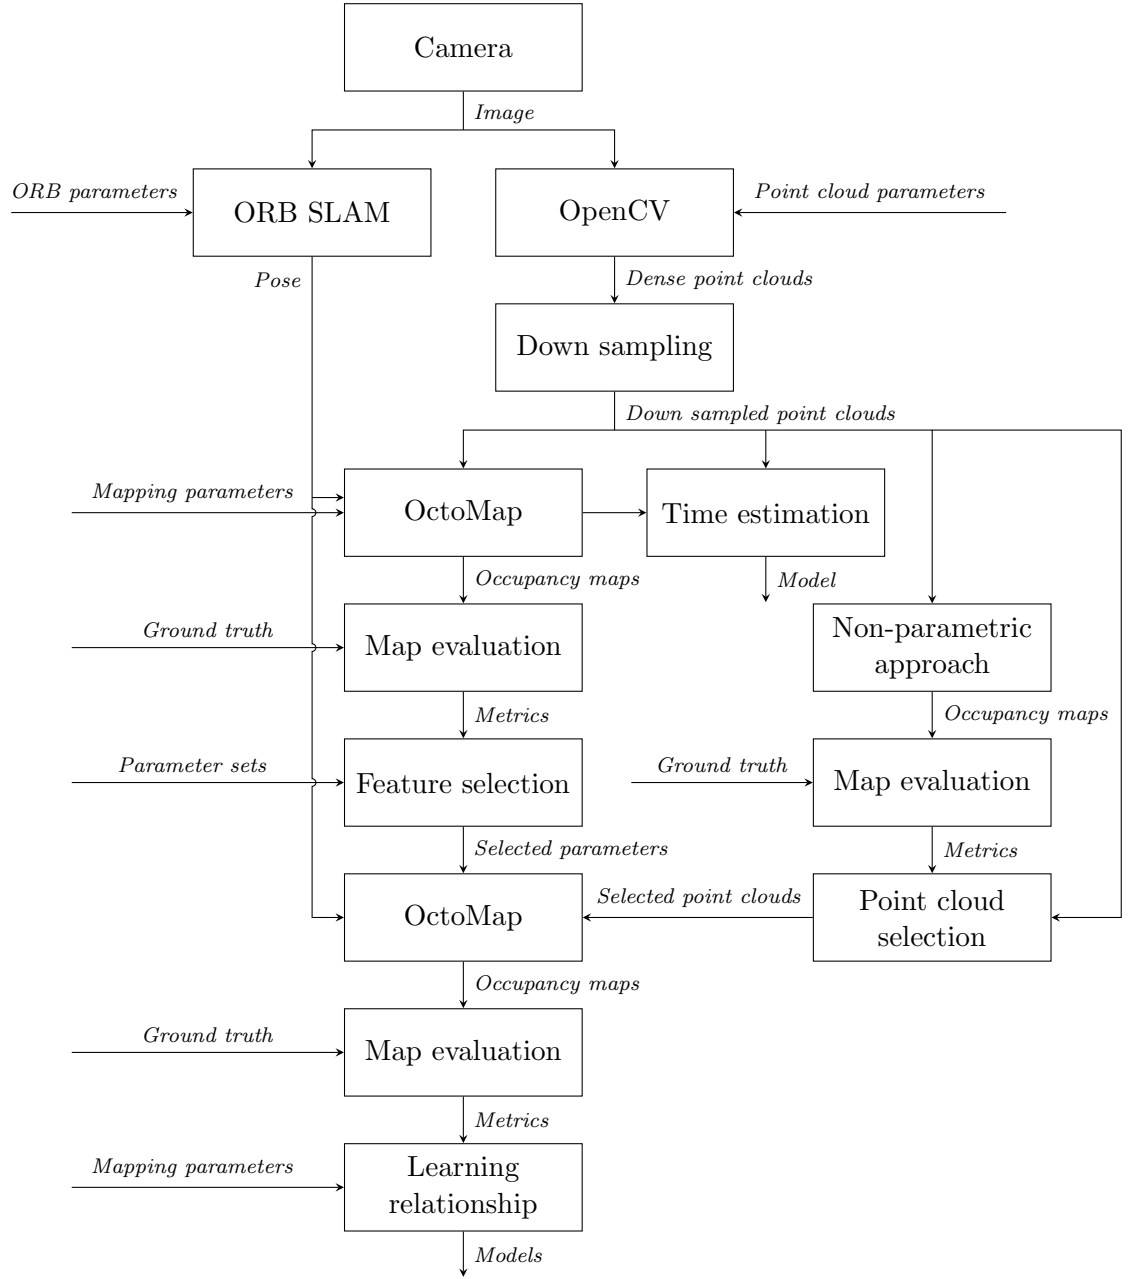 Camera
Image
ORB parameters
ORB SLAM
OpenCV
Point cloud parameters
Pose
Dense point clouds
Down sampling
Down sampled point clouds
Mapping parameters
OctoMap
Time estimation
Occupancy maps
Model
Ground truth
Map evaluation
Non-parametric
approach
Metrics
Occupancy maps
Parameter sets
Feature selection
Ground truth
Map evaluation
Selected parameters
Metrics
OctoMap
Selected point clouds
Point cloud
selection
Occupancy maps
Ground truth
Map evaluation
Metrics
Mapping parameters
Learning
relationship
Models